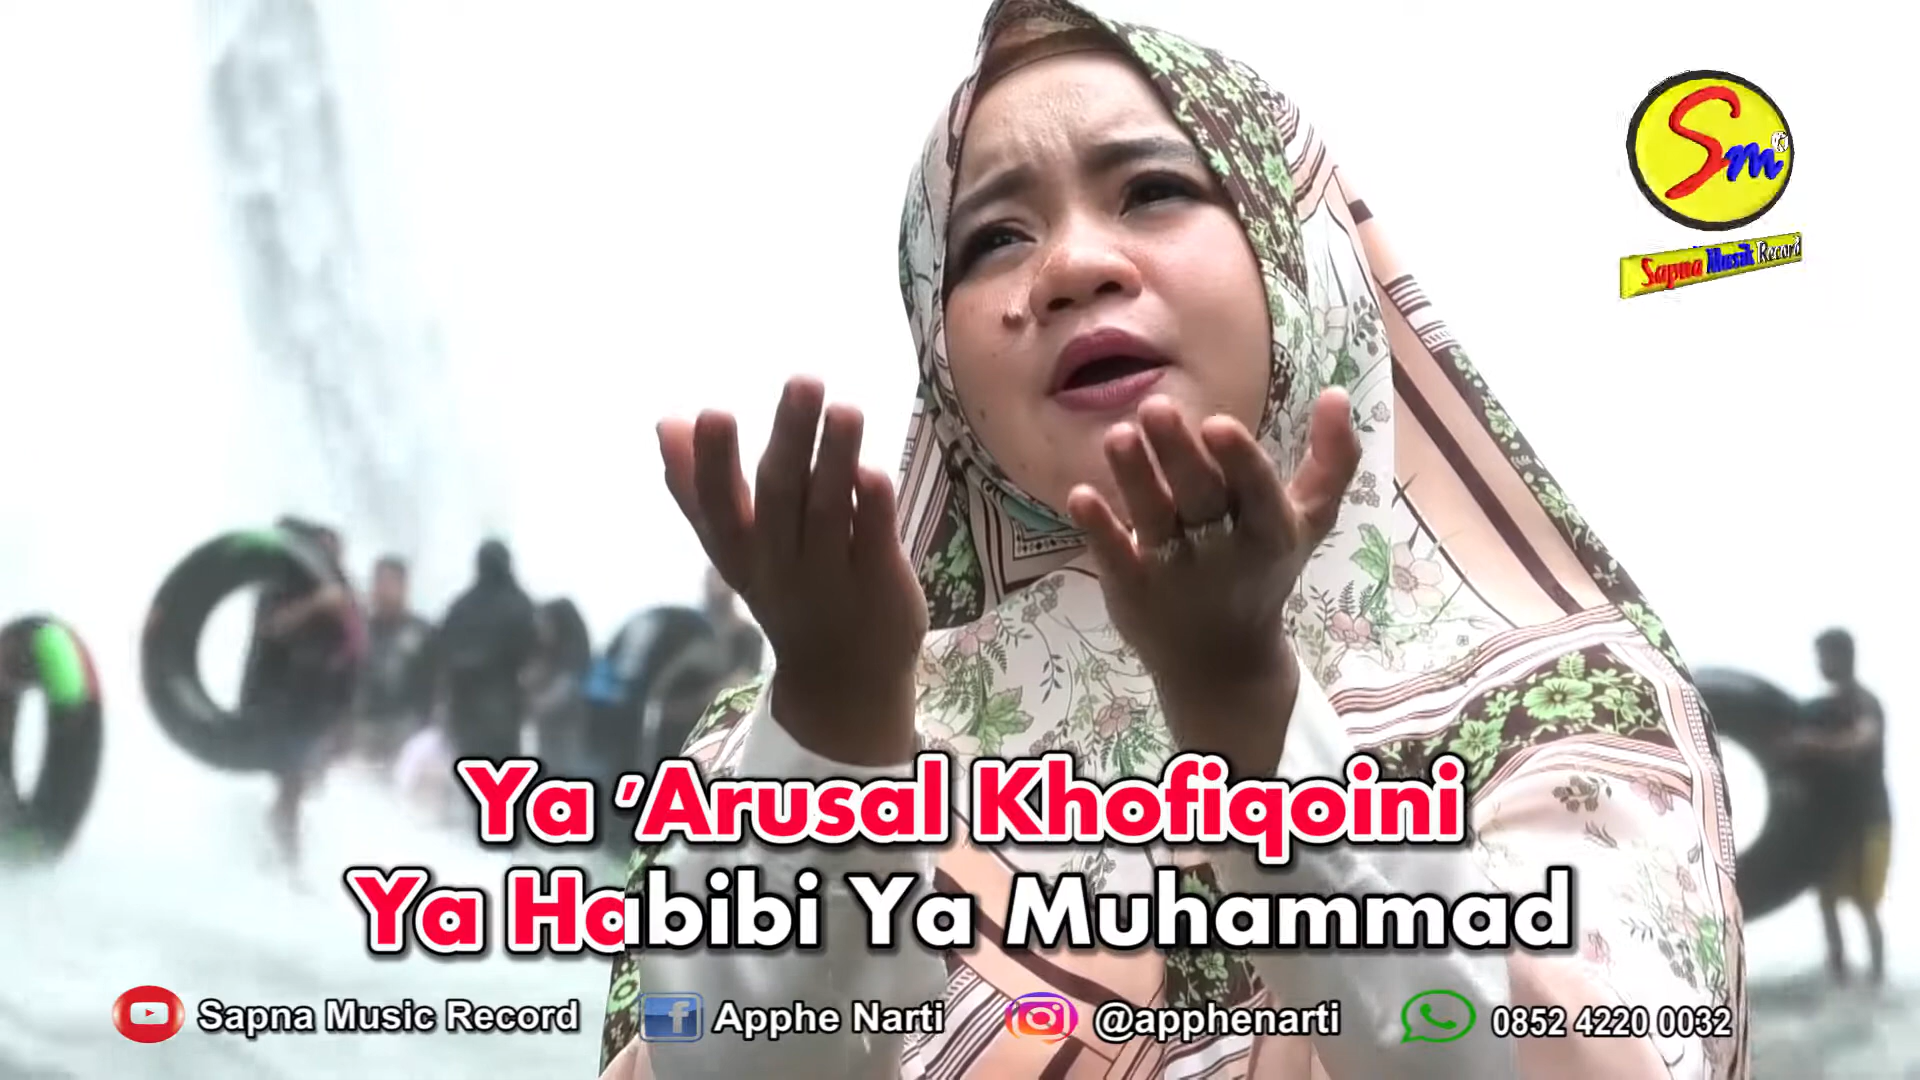 Sm
Sapna Musik Record
Ya 'Arusal Khofiqoini
Ya Habibi Ya Muhammad
Sapna Music Record
Apphe Narti
@apphenarti
0852 4220 0032